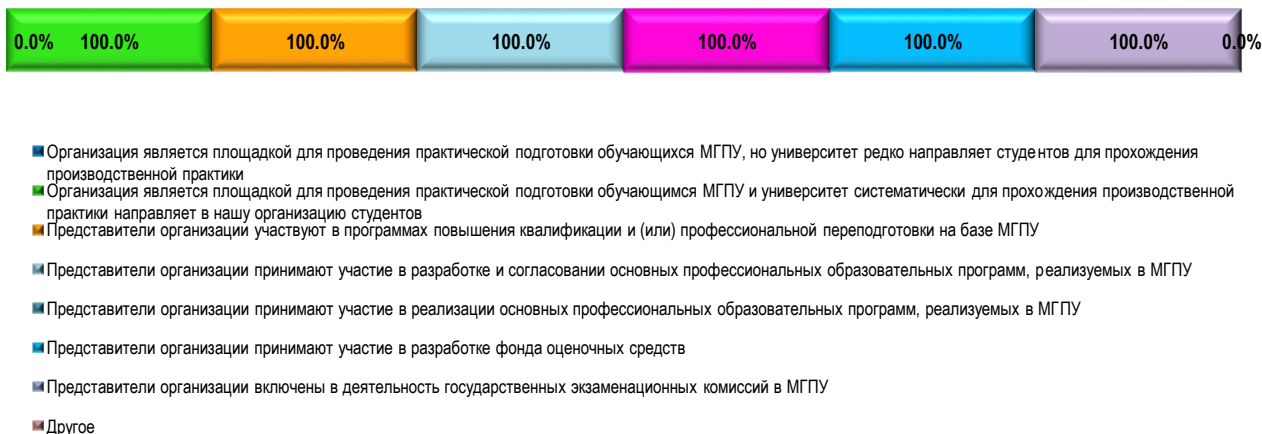 0.0% 100.0% 100.0% 100.0% 100.0% 100.0% 100.0% 0.0%
Организация является площадкой для проведения практической подготовки обучающихся МГПУ, но университет редко направляет студентов для прохождения
производственной практики
Организация является площадкой для проведения практической подготовки обучающимся МГПУ и университет систематически для прохождения производственной
практики направляет в нашу организацию студентов
Представители организации участвуют в программах повышения квалификации и (или) профессиональной переподготовки на базе МГПУ
Представители организации принимают участие в разработке и согласовании основных профессиональных образовательных программ, реализуемых в МГПУ
Представители организации принимают участие в реализации основных профессиональных образовательных программ, реализуемых в МГПУ
Представители организации принимают участие в разработке фонда оценочных средств
Представители организации включены в деятельность государственных экзаменационных комиссий в МГПУ
Другое